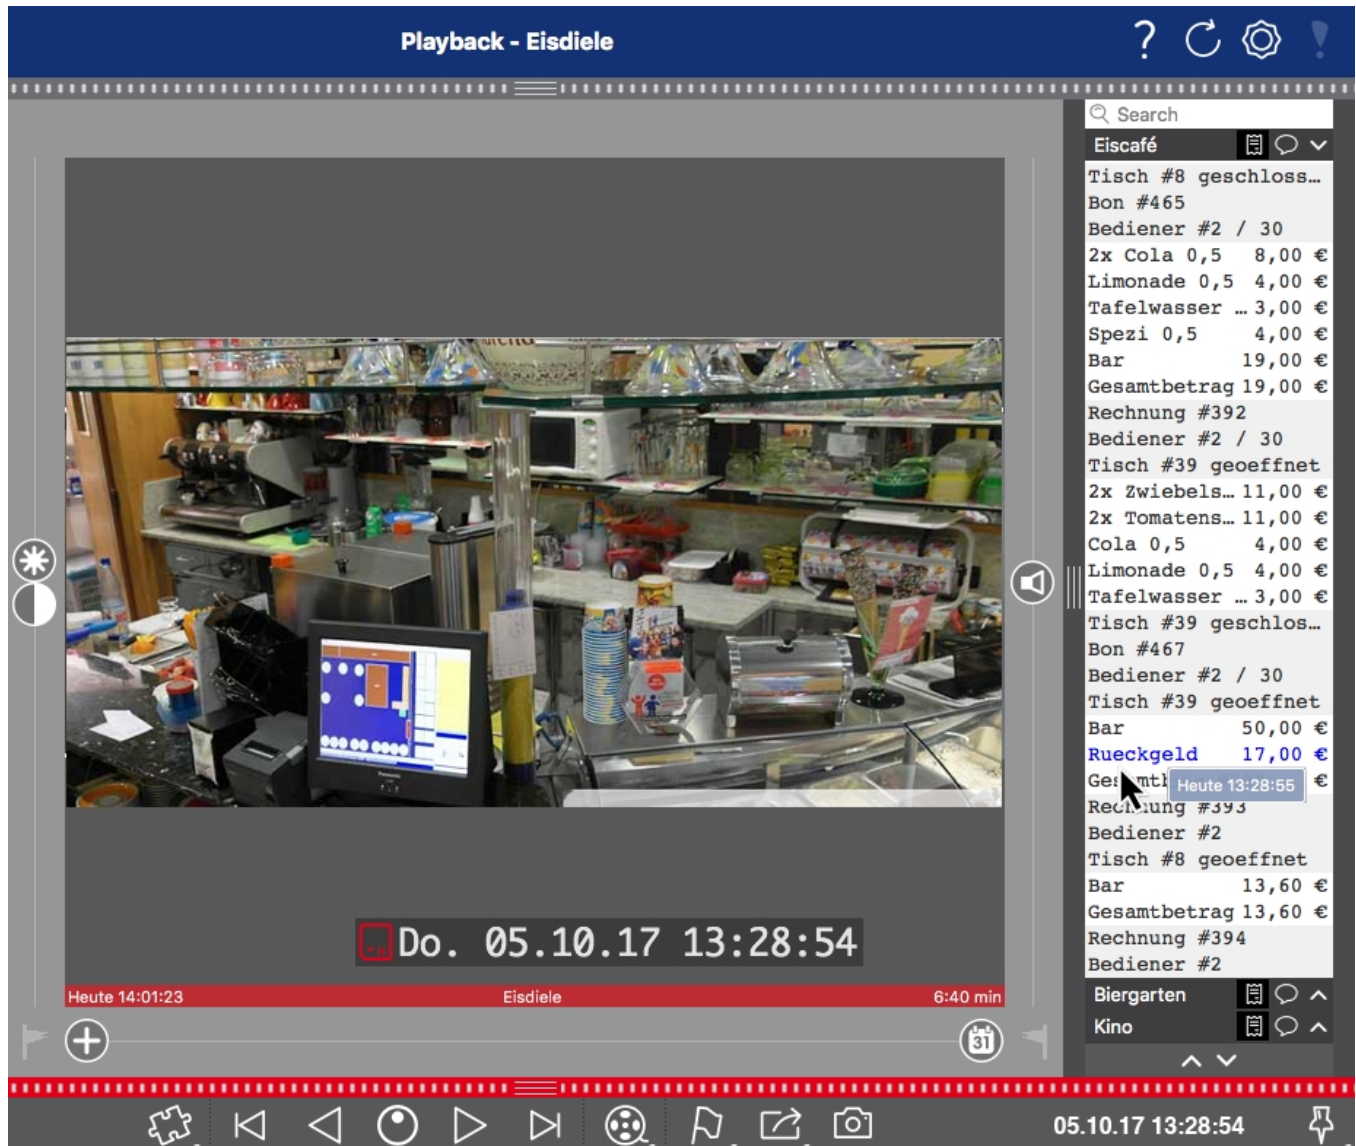 Playback - Eisdiele
Search
Eiscafé
Tisch #8 geschloss…
Bon #465
Bediener #2 / 30
2x Cola 0,5 8,00 €
Limonade 0,5 4,00 €
Tafelwasser … 3,00 €
Spezi 0,5 4,00 €
Bar 19,00 €
Gesamtbetrag 19,00 €
Rechnung #392
Bediener #2 / 30
Tisch #39 geoeffnet
2x Zwiebels… 11,00 €
2x Tomatens… 11,00 €
Cola 0,5 4,00 €
Limonade 0,5 4,00 €
Tafelwasser … 3,00 €
Tisch #39 geschlos…
Bon #467
Bediener #2 / 30
Tisch #39 geoeffnet
Bar 50,00 €
Rueckgeld 17,00 €
€
Heute 13:28:55
Rechnung #393
Bediener #2
Tisch #8 geoeffnet
Bar 13,60 €
Gesamtbetrag 13,60 €
Rechnung #394
Bediener #2
Biergarten
Kino
Do. 05.10.17 13:28:54
Heute 14:01:23 Eisdiele 6:40 min
31
05.10.17 13:28:54